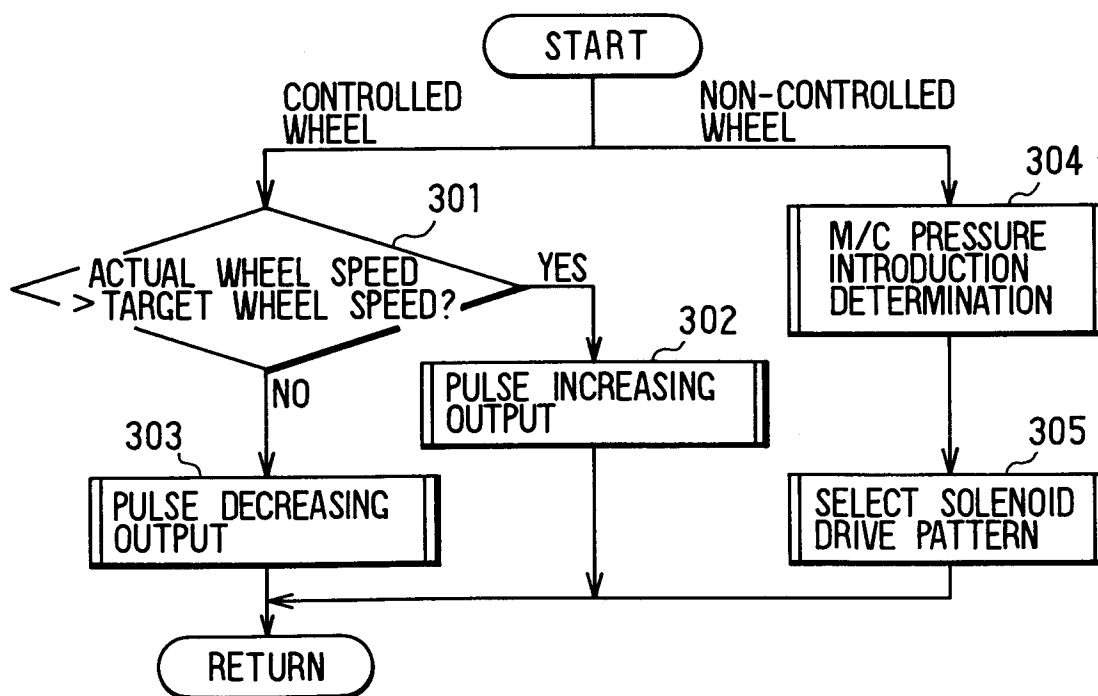 START
CONTROLLED
WHEEL
NON-CONTROLLED
WHEEL
301
ACTUAL WHEEL SPEED
> TARGET WHEEL SPEED?
YES
NO
302
PULSE INCREASING
OUTPUT
303
PULSE DECREASING
OUTPUT
304
M/C PRESSURE
INTRODUCTION
DETERMINATION
305
SELECT SOLENOID
DRIVE PATTERN
RETURN